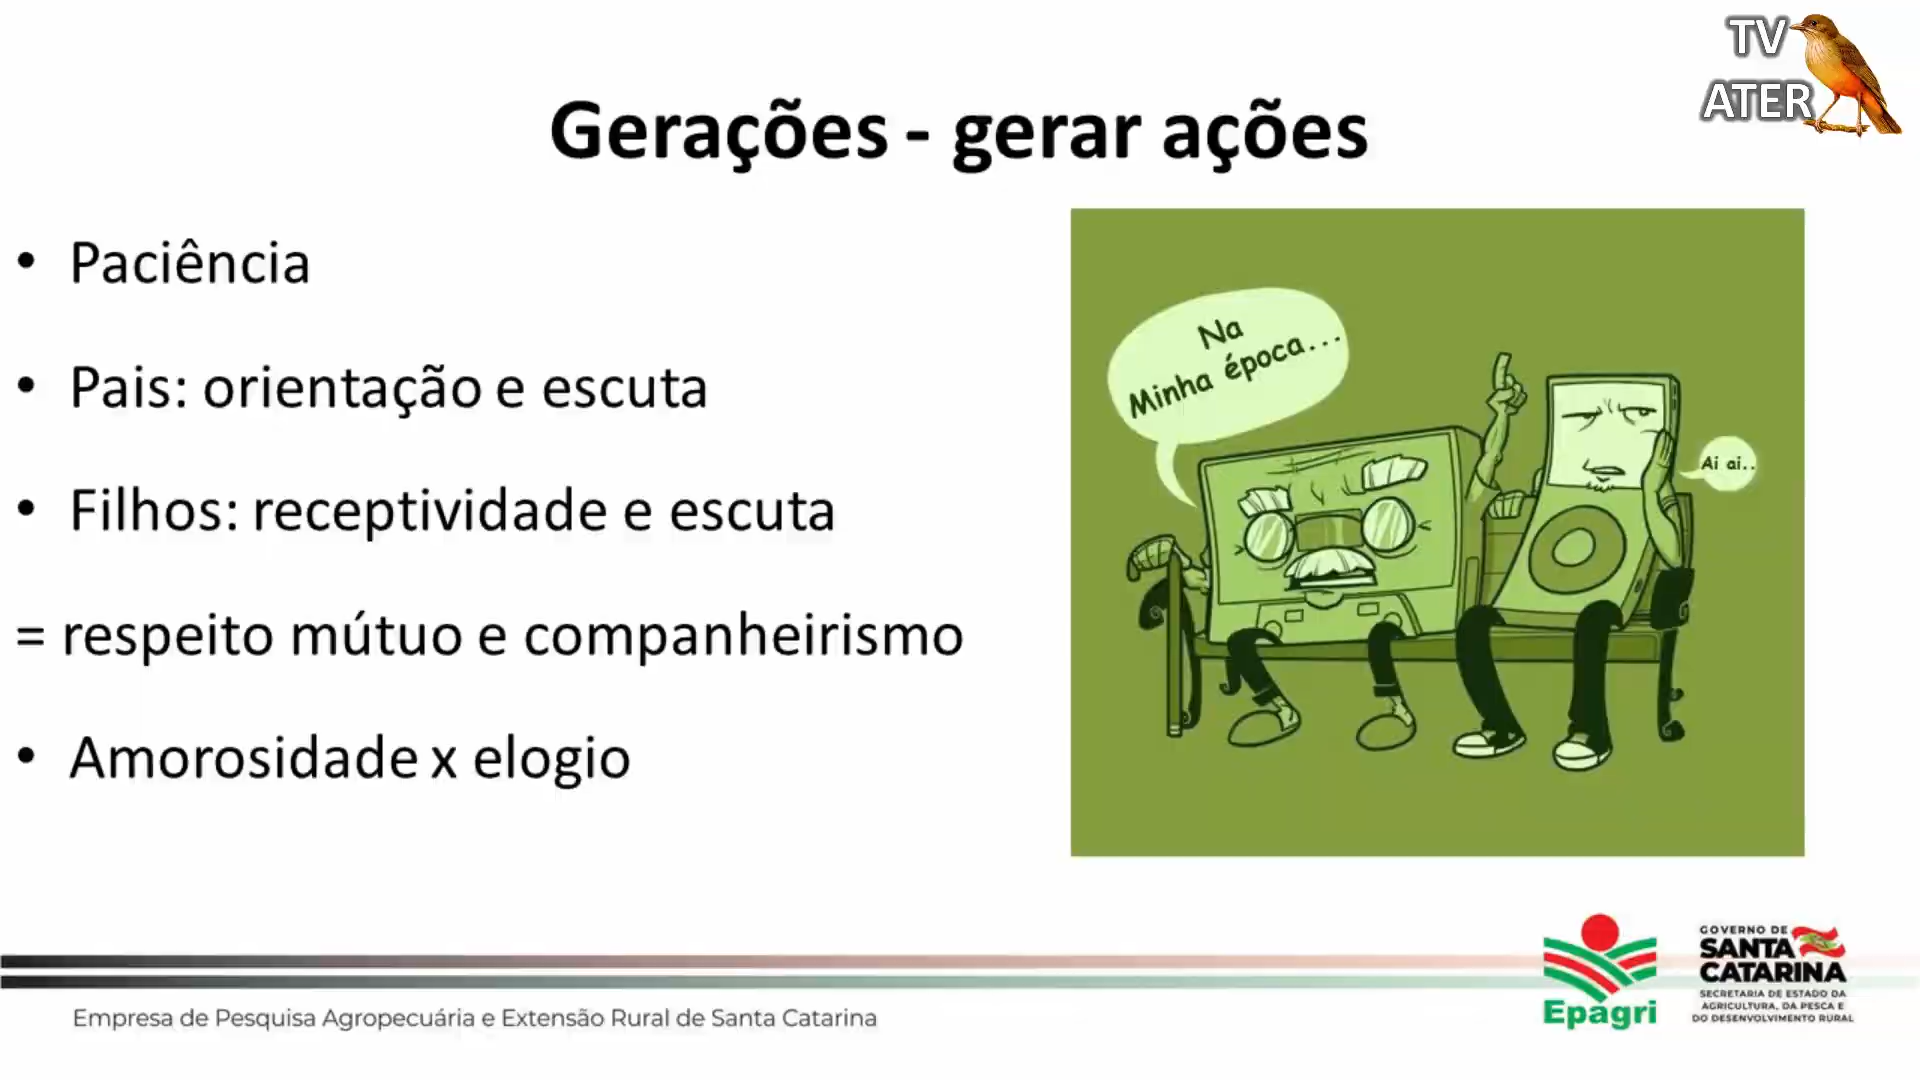 TV
ATER
Gerações - gerar ações
• Paciência
• Pais: orientação e escuta
• Filhos: receptividade e escuta
= respeito mútuo e companheirismo
• Amorosidade x elogio
Na
Minha época...
Ai ai..
Empresa de Pesquisa Agropecuária e Extensão Rural de Santa Catarina
Epagri
GOVERNO DE
SANTA
CATARINA
SECRETARIA DE ESTADO DA
AGRICULTURA, DA PESCA E
DO DESENVOLVIMENTO RURAL